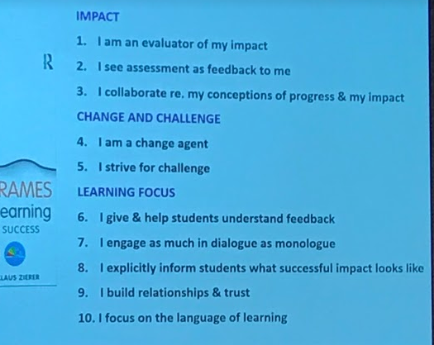 IMPACT
1. I am an evaluator of my impact
R
2. I see assessment as feedback to me
3. I collaborate re. my conceptions of progress & my impact
CHANGE AND CHALLENGE
4. I am a change agent
5. I strive for challenge
RAMES
LEARNING FOCUS
earning
6. I give & help students understand feedback
SUCCESS
7. I engage as much in dialogue as monologue
8. I explicitly inform students what successful impact looks like
LAUS ZIERER
9. I build relationships & trust
10. I focus on the language of learning